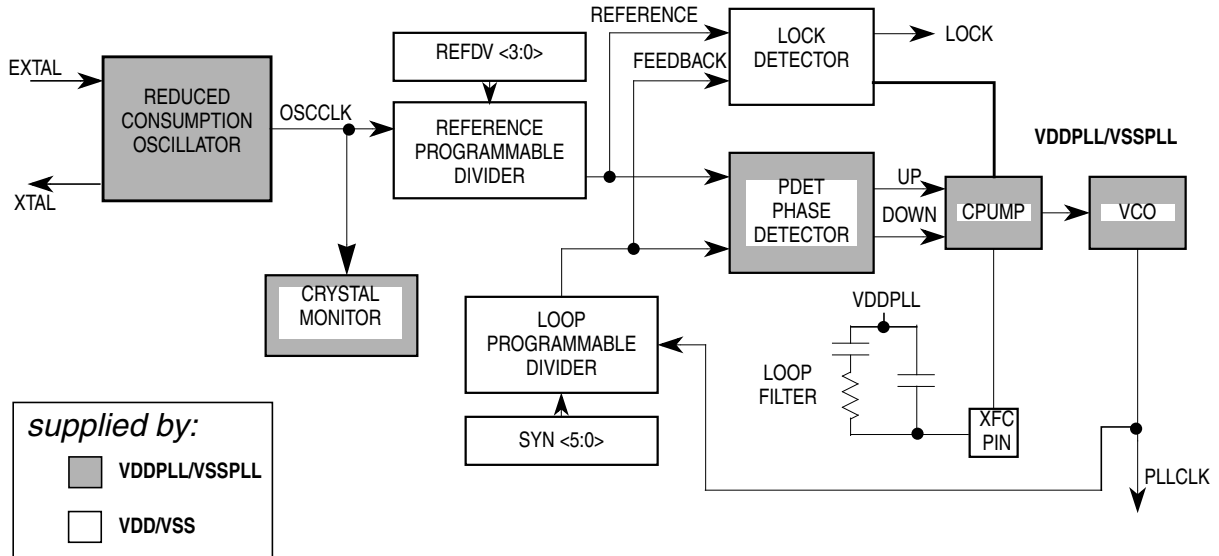 REFERENCE
LOCK
DETECTOR
LOCK
REFDV <3:0>
FEEDBACK
EXTAL
REDUCED
CONSUMPTION
OSCILLATOR
OSCCLK
REFERENCE
PROGRAMMABLE
DIVIDER
VDDPLL/VSSPLL
XTAL
PDET
PHASE
DETECTOR
UP
DOWN
CPUMP
VCO
CRYSTAL
MONITOR
LOOP
PROGRAMMABLE
DIVIDER
VDDPLL
LOOP
FILTER
XFC
PIN
SYN <5:0>
PLLCLK
supplied by:
VDDPLL/VSSPLL
VDD/VSS